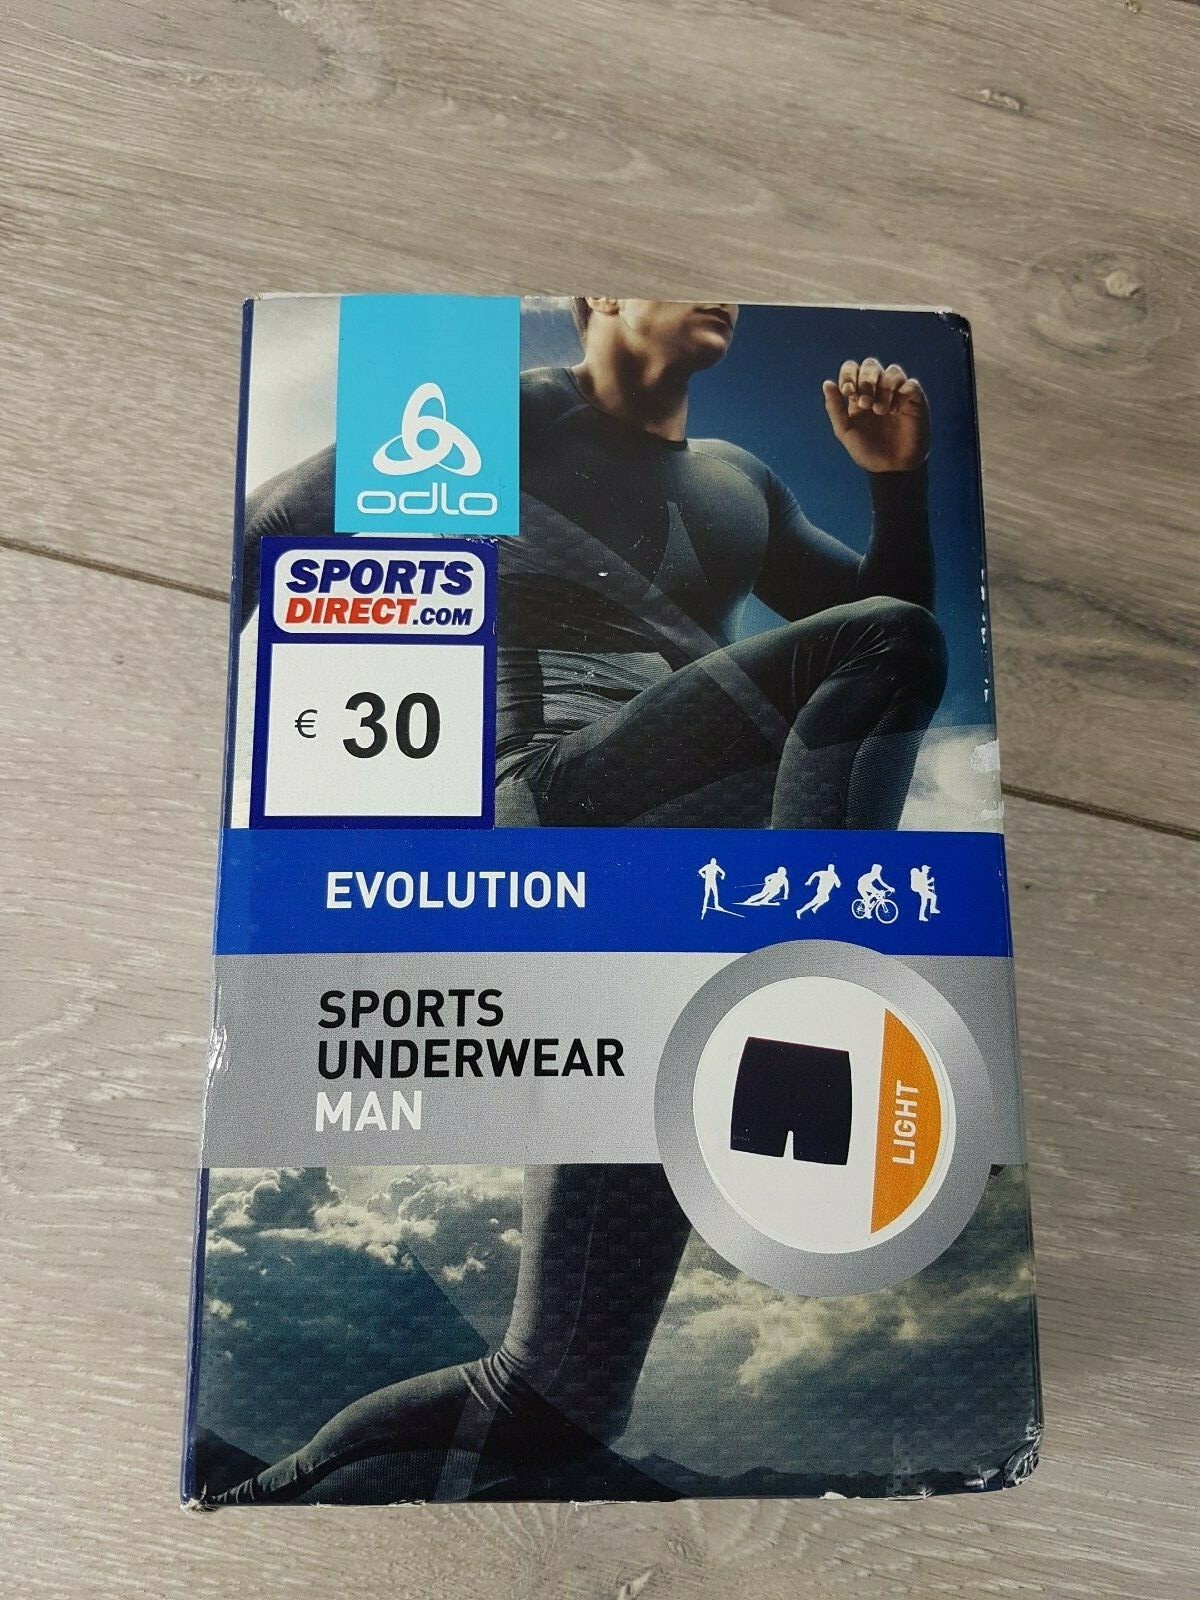 odlo
SPORTS
DIRECT.COM
€ 30
EVOLUTION
SPORTS
UNDERWEAR
MAN
LIGHT